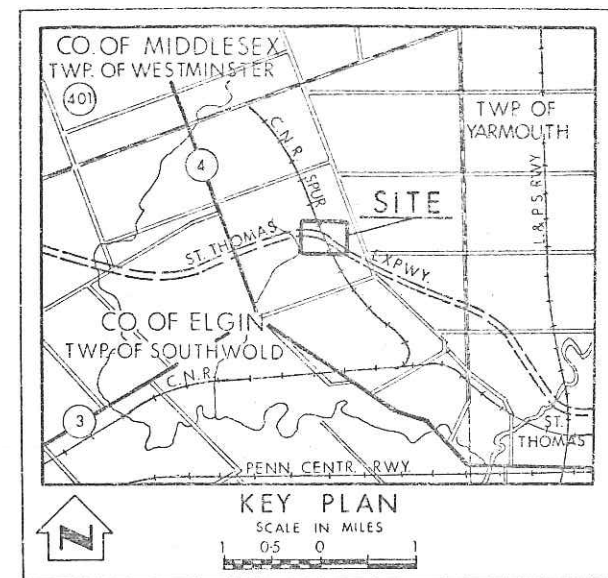 CO. OF MIDDLESEX
TWP. OF WESTMINSTER
401
TWP OF
YARMOUTH
4
C.N.R. SPUR
L.& P.S. RWY
SITE
ST. THOMAS
EXPWY.
CO. OF ELGIN
TWP. OF SOUTHWOLD
C.N.R.
3
ST.
THOMAS
PENN. CENTR. RWY.
N
KEY PLAN
SCALE IN MILES
1 0·5 0 1